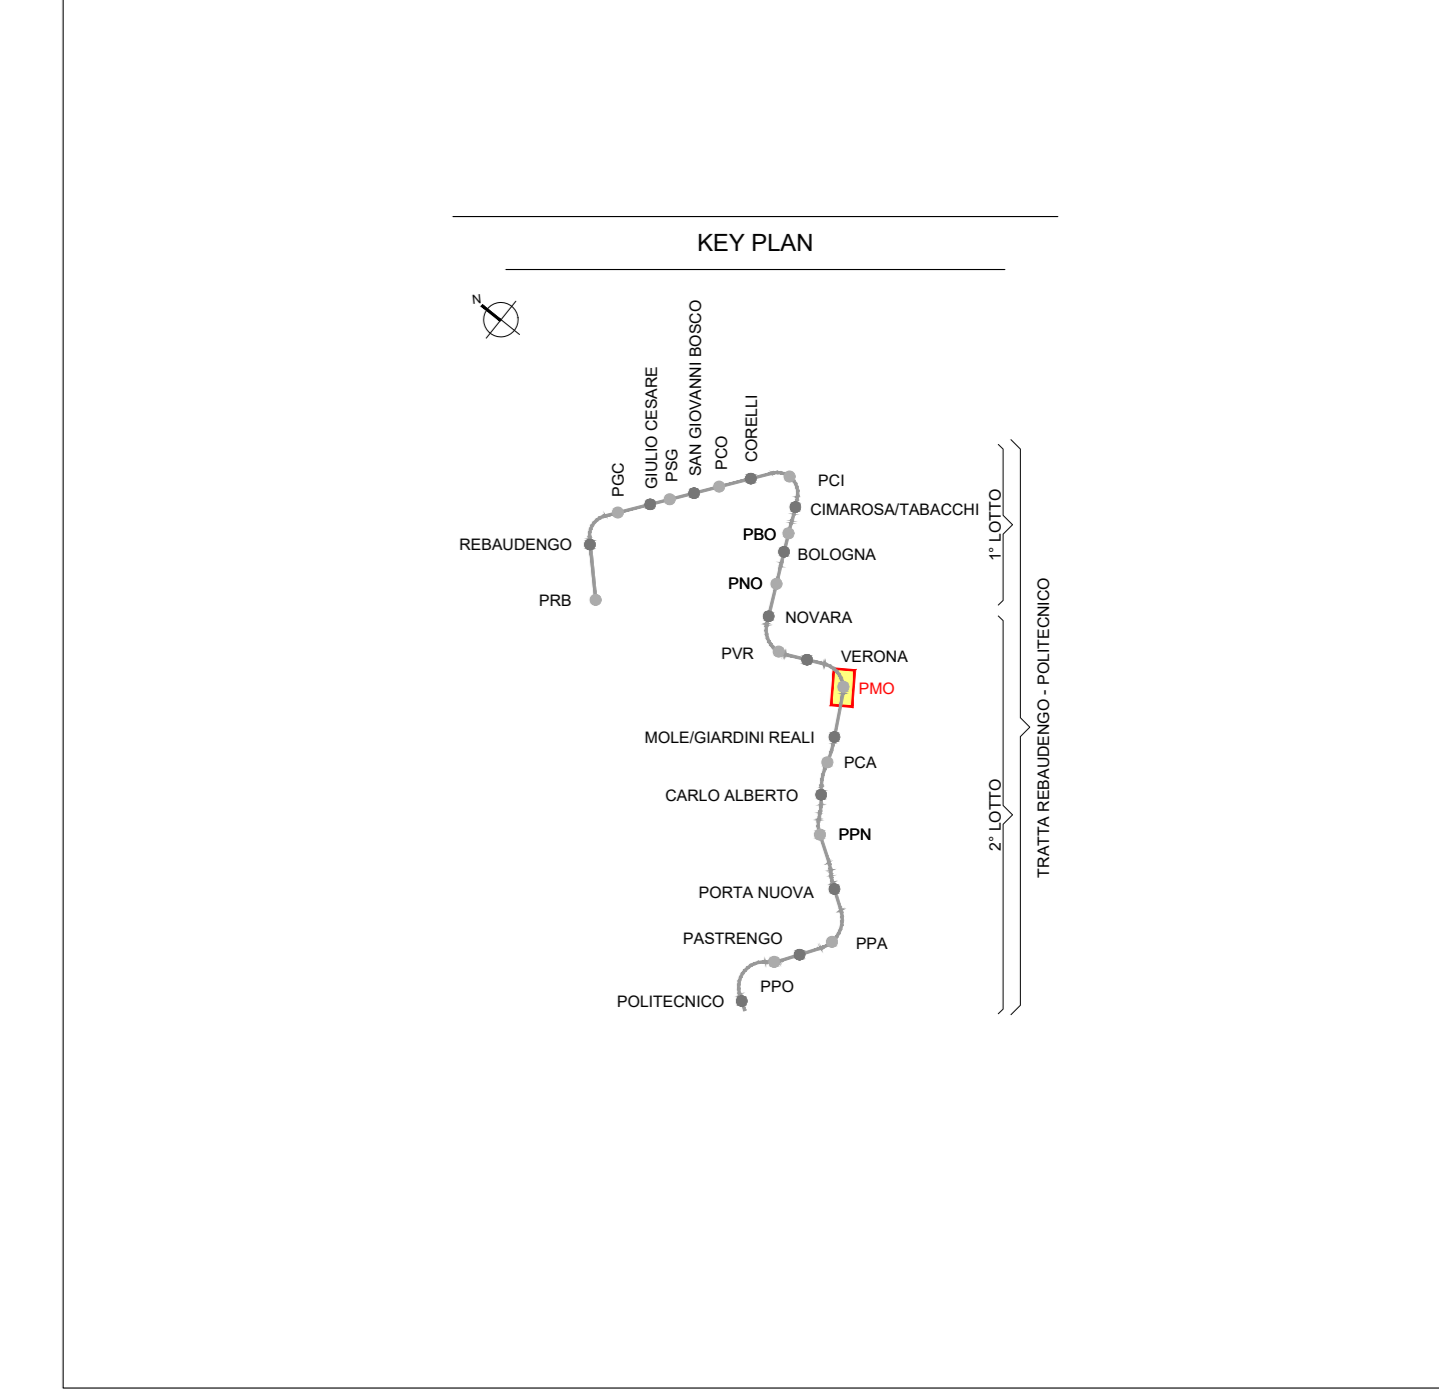 KEY PLAN
N
PGC
GIULIO CESARE
PSG
SAN GIOVANNI BOSCO
PCO
CORELLI
PCI
CIMAROSA/TABACCHI
PBO
REBAUDENGO
BOLOGNA
PNO
PRB
NOVARA
PVR
VERONA
PMO
MOLE/GIARDINI REALI
PCA
CARLO ALBERTO
PPN
PORTA NUOVA
PASTRENGO
PPA
PPO
POLITECNICO
1° LOTTO
2° LOTTO
TRATTA REBAUDENGO - POLITECNICO